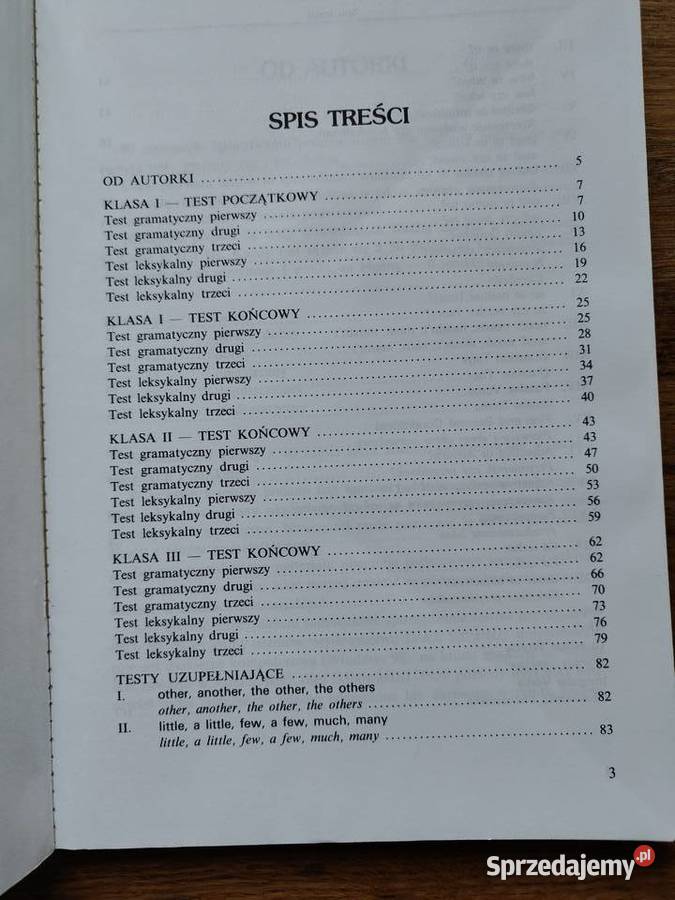 SPIS TREŚCI
OD AUTORKI ........ 5
KLASA I — TEST POCZĄTKOWY ........ 7
Test gramatyczny pierwszy ........ 7
Test gramatyczny drugi ........ 10
Test gramatyczny trzeci ........ 13
Test leksykalny pierwszy ........ 16
Test leksykalny drugi ........ 19
Test leksykalny trzeci ........ 22
KLASA I — TEST KOŃCOWY ........ 25
Test gramatyczny pierwszy ........ 25
Test gramatyczny drugi ........ 28
Test gramatyczny trzeci ........ 31
Test leksykalny pierwszy ........ 34
Test leksykalny drugi ........ 37
Test leksykalny trzeci ........ 40
KLASA II — TEST KOŃCOWY ........ 43
Test gramatyczny pierwszy ........ 43
Test gramatyczny drugi ........ 47
Test gramatyczny trzeci ........ 50
Test leksykalny pierwszy ........ 53
Test leksykalny drugi ........ 56
Test leksykalny trzeci ........ 59
KLASA III — TEST KOŃCOWY ........ 62
Test gramatyczny pierwszy ........ 62
Test gramatyczny drugi ........ 66
Test gramatyczny trzeci ........ 70
Test leksykalny pierwszy ........ 73
Test leksykalny drugi ........ 76
Test leksykalny trzeci ........ 79
TESTY UZUPEŁNIAJĄCE ........ 82
I. other, another, the other, the others
other, another, the other, the others ........ 82
II. little, a little, few, a few, much, many
little, a little, few, a few, much, many ........ 83
3
Sprzedajemy.pl